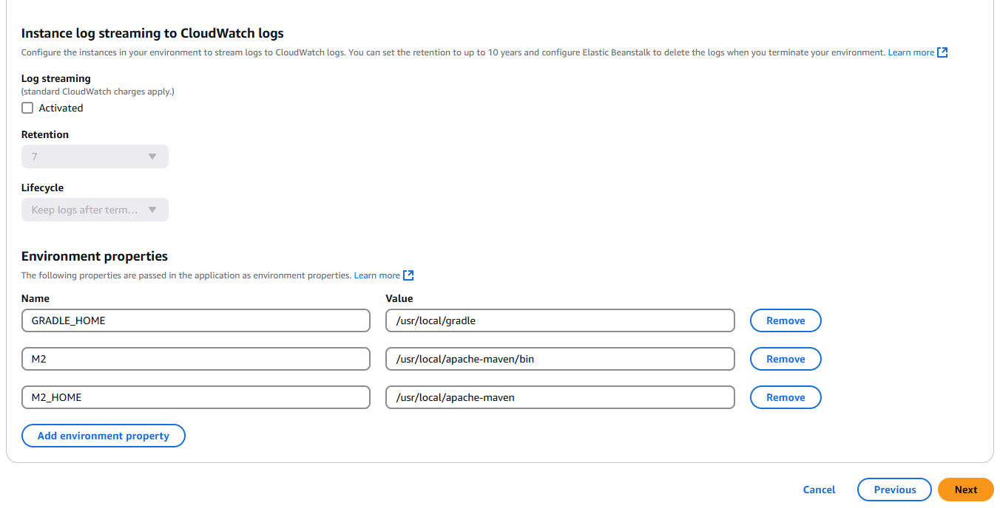 Instance log streaming to CloudWatch logs
Configure the instances in your environment to stream logs to CloudWatch logs. You can set the retention to up to 10 years and configure Elastic Beanstalk to delete the logs when you terminate your environment. Learn more
Log streaming
(standard CloudWatch charges apply.)
Activated
Retention
7
Lifecycle
Keep logs after term...
Environment properties
The following properties are passed in the application as environment properties. Learn more
Name Value
GRADLE_HOME /usr/local/gradle Remove
M2 /usr/local/apache-maven/bin Remove
M2_HOME /usr/local/apache-maven Remove
Add environment property
Cancel Previous Next